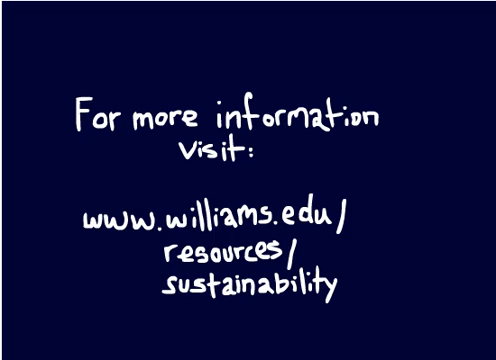 For more information
visit:
www.williams.edu/
resources/
sustainability